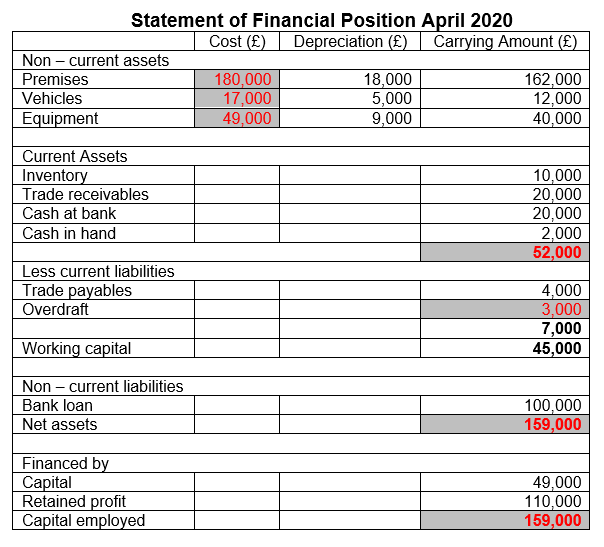 Statement of Financial Position April 2020
Cost (£) Depreciation (£) Carrying Amount (£)
Non – current assets
Premises 180,000 18,000 162,000
Vehicles 17,000 5,000 12,000
Equipment 49,000 9,000 40,000
Current Assets
Inventory 10,000
Trade receivables 20,000
Cash at bank 20,000
Cash in hand 2,000
52,000
Less current liabilities
Trade payables 4,000
Overdraft 3,000
7,000
Working capital 45,000
Non – current liabilities
Bank loan 100,000
Net assets 159,000
Financed by
Capital 49,000
Retained profit 110,000
Capital employed 159,000